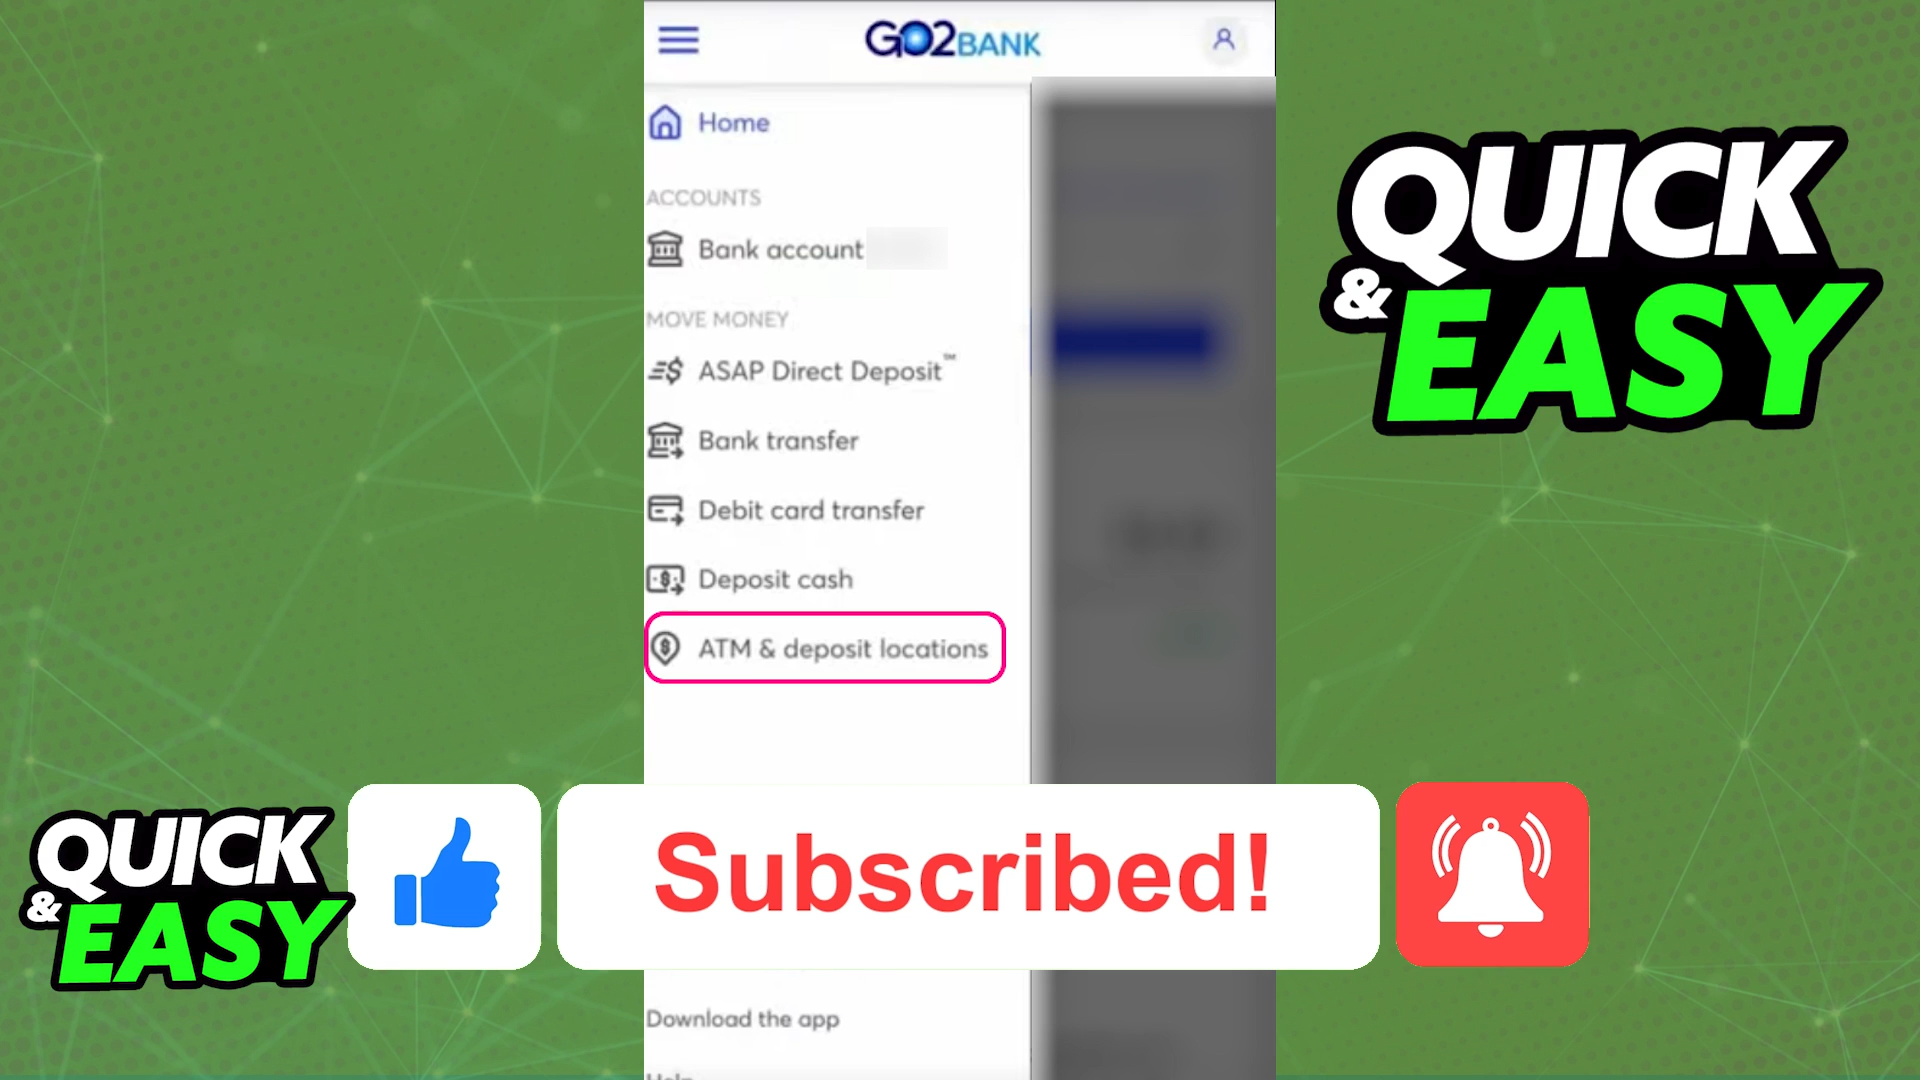 GO2BANK
Home
ACCOUNTS
Bank account
MOVE MONEY
ASAP Direct Deposit™
Bank transfer
Debit card transfer
Deposit cash
ATM & deposit locations
QUICK
& EASY
QUICK
& EASY
Subscribed!
Download the app
Help